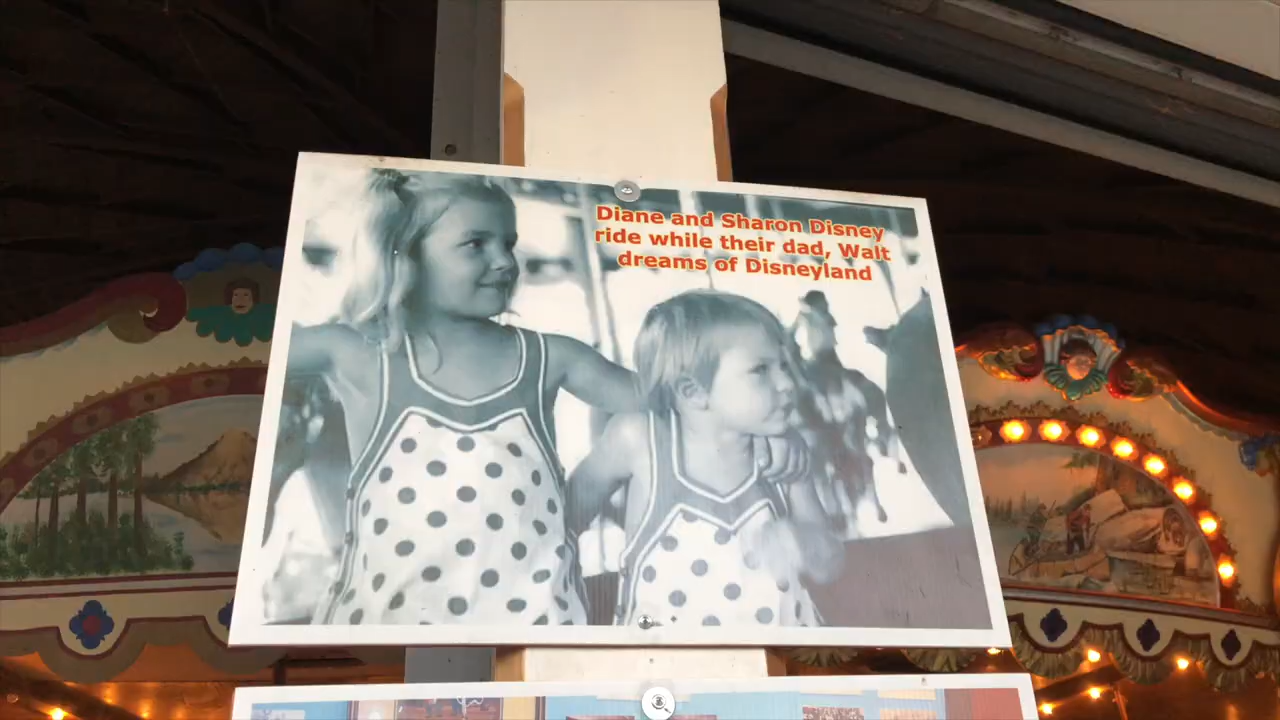 Diane and Sharon Disney
ride while their dad, Walt
dreams of Disneyland